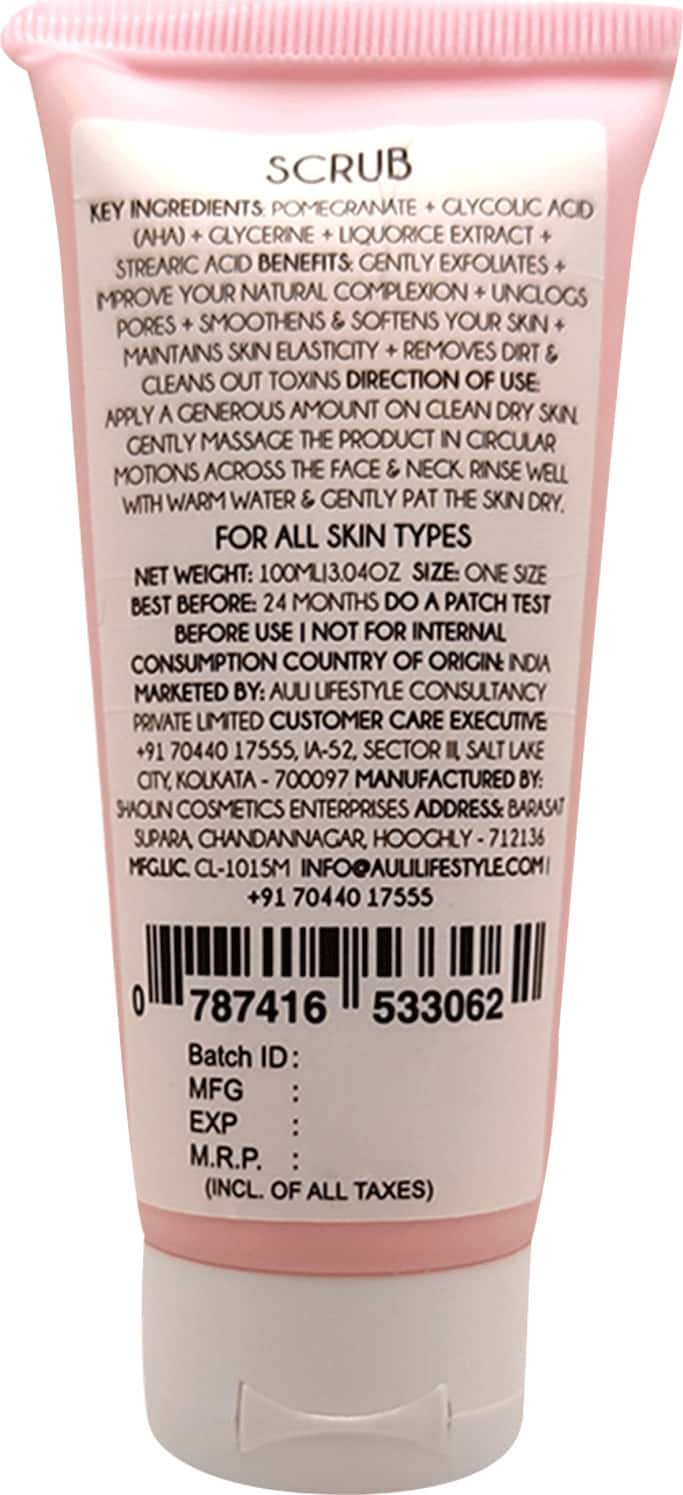 SCRUB
KEY INGREDIENTS: POMEGRANATE + GLYCOLIC ACID
(AHA) + GLYCERINE + LIQUORICE EXTRACT +
STREARIC ACID BENEFITS: GENTLY EXFOLIATES +
IMPROVE YOUR NATURAL COMPLEXION + UNCLOGS
PORES + SMOOTHENS & SOFTENS YOUR SKIN +
MAINTAINS SKIN ELASTICITY + REMOVES DIRT &
CLEANS OUT TOXINS DIRECTION OF USE:
APPLY A GENEROUS AMOUNT ON CLEAN DRY SKIN.
GENTLY MASSAGE THE PRODUCT IN CIRCULAR
MOTIONS ACROSS THE FACE & NECK. RINSE WELL
WITH WARM WATER & GENTLY PAT THE SKIN DRY.
FOR ALL SKIN TYPES
NET WEIGHT: 100ML|3.04OZ SIZE: ONE SIZE
BEST BEFORE: 24 MONTHS DO A PATCH TEST
BEFORE USE | NOT FOR INTERNAL
CONSUMPTION COUNTRY OF ORIGIN: INDIA
MARKETED BY: AULI LIFESTYLE CONSULTANCY
PRIVATE LIMITED CUSTOMER CARE EXECUTIVE
+91 70440 17555, IA-52, SECTOR III, SALT LAKE
CITY, KOLKATA - 700097 MANUFACTURED BY:
SHAOLIN COSMETICS ENTERPRISES ADDRESS: BARASAT
SUPARA, CHANDANNAGAR, HOOGHLY - 712136
MFG.LIC. CL-1015M INFO@AULILIFESTYLE.COM |
+91 70440 17555
0 787416 533062
Batch ID :
MFG :
EXP :
M.R.P. :
(INCL. OF ALL TAXES)